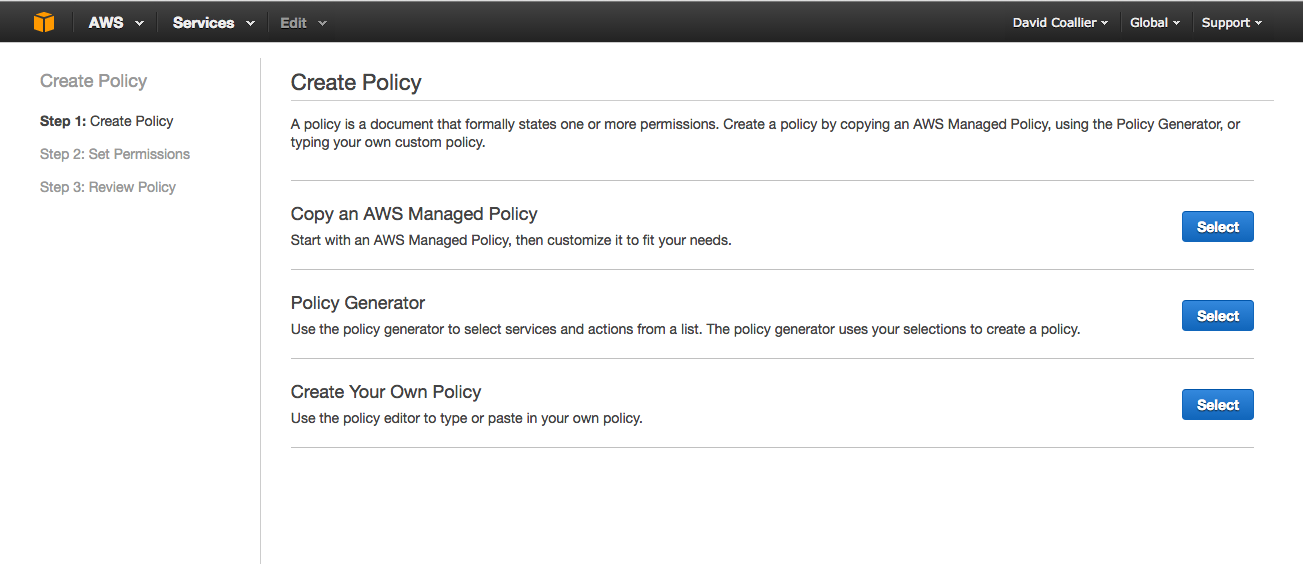 AWS Services Edit David Coallier Global Support
Create Policy
Step 1: Create Policy
Step 2: Set Permissions
Step 3: Review Policy
Create Policy
A policy is a document that formally states one or more permissions. Create a policy by copying an AWS Managed Policy, using the Policy Generator, or
typing your own custom policy.
Copy an AWS Managed Policy
Start with an AWS Managed Policy, then customize it to fit your needs.
Select
Policy Generator
Use the policy generator to select services and actions from a list. The policy generator uses your selections to create a policy.
Select
Create Your Own Policy
Use the policy editor to type or paste in your own policy.
Select